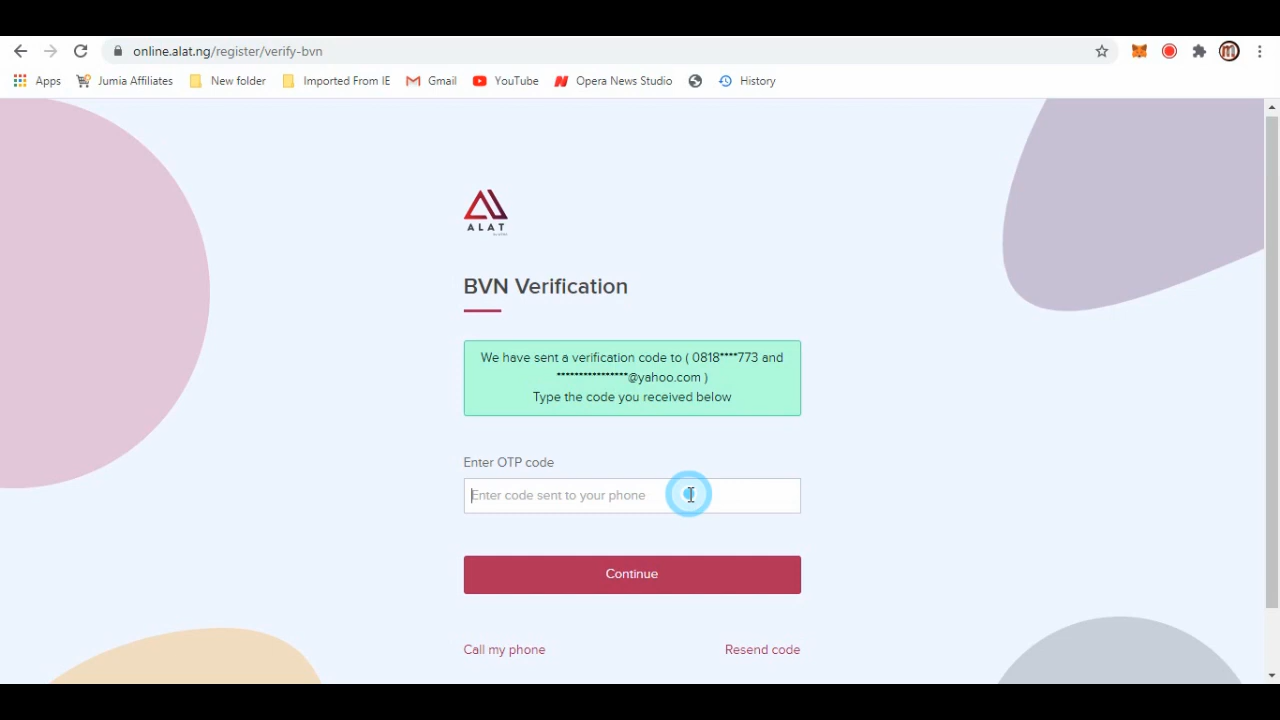 online.alat.ng/register/verify-bvn
Apps Jumia Affiliates New folder Imported From IE Gmail YouTube Opera News Studio History
ALAT
BVN Verification
We have sent a verification code to ( 0818****773 and
****************@yahoo.com )
Type the code you received below
Enter OTP code
Enter code sent to your phone
Continue
Call my phone Resend code